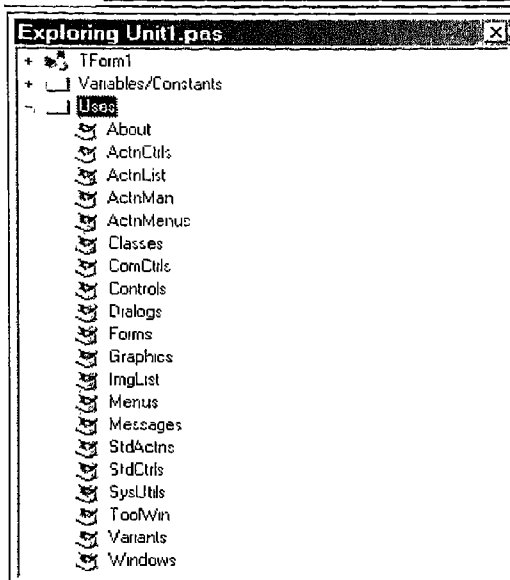 Exploring Unit1.pas
TForm1
Variables/Constants
Uses
About
ActnCtrls
ActnList
ActnMan
ActnMenus
Classes
ComCtrls
Controls
Dialogs
Forms
Graphics
ImgList
Menus
Messages
StdActns
StdCtrls
SysUtils
ToolWin
Variants
Windows